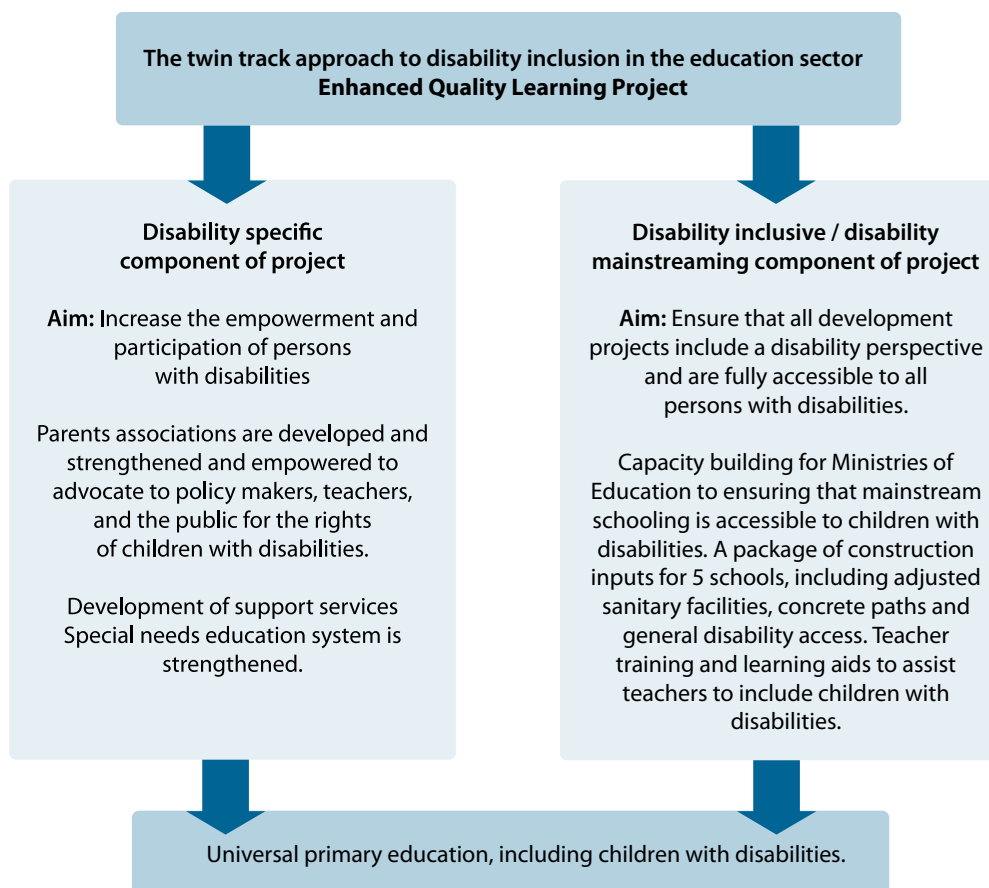 The twin track approach to disability inclusion in the education sector
Enhanced Quality Learning Project
Disability specific
component of project
Aim: Increase the empowerment and
participation of persons
with disabilities
Parents associations are developed and
strengthened and empowered to
advocate to policy makers, teachers,
and the public for the rights
of children with disabilities.
Development of support services
Special needs education system is
strengthened.
Disability inclusive / disability
mainstreaming component of project
Aim: Ensure that all development
projects include a disability perspective
and are fully accessible to all
persons with disabilities.
Capacity building for Ministries of
Education to ensuring that mainstream
schooling is accessible to children with
disabilities. A package of construction
inputs for 5 schools, including adjusted
sanitary facilities, concrete paths and
general disability access. Teacher
training and learning aids to assist
teachers to include children with
disabilities.
Universal primary education, including children with disabilities.